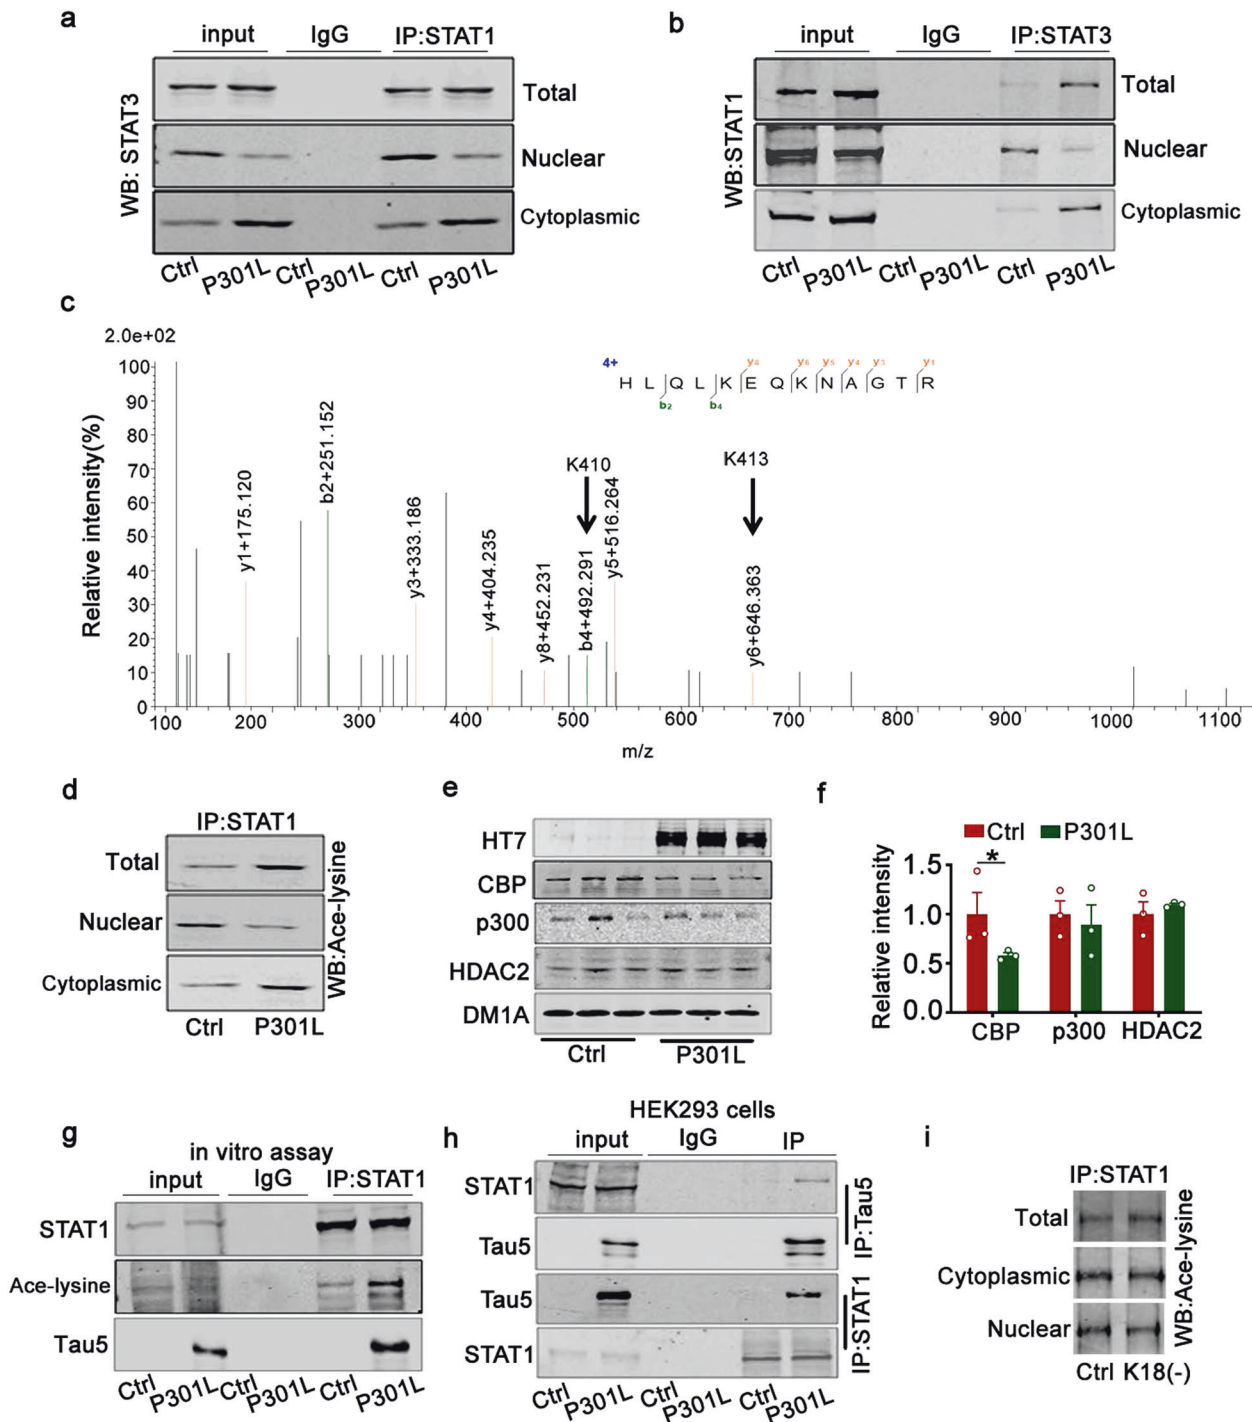 a
input IgG IP:STAT1
WB: STAT3
Total
Nuclear
Cytoplasmic
Ctrl P301L Ctrl P301L Ctrl P301L
b
input IgG IP:STAT3
WB:STAT1
Total
Nuclear
Cytoplasmic
Ctrl P301L Ctrl P301L Ctrl P301L
c
2.0e+02
Relative intensity(%)
100
90
80
70
60
50
40
30
20
10
0
100 200 300 400 500 600 700 800 900 1000 1100
m/z
4+
y8 y6 y5 y4 y3 y1
H L Q L K E Q K N A G T R
b2 b4
K410
K413
y1+175.120
b2+251.152
y3+333.186
y4+404.235
y8+452.231
b4+492.291
y5+516.264
y6+646.363
d
IP:STAT1
Total
Nuclear
Cytoplasmic
WB:Ace-lysine
Ctrl P301L
e
HT7
CBP
p300
HDAC2
DM1A
Ctrl P301L
f
Ctrl P301L
Relative intensity
1.5
1.0
0.5
0.0
*
CBP p300 HDAC2
g
in vitro assay
input IgG IP:STAT1
STAT1
Ace-lysine
Tau5
Ctrl P301L Ctrl P301L Ctrl P301L
h
HEK293 cells
input IgG IP
STAT1
Tau5
Tau5
STAT1
IP:Tau5
IP:STAT1
Ctrl P301L Ctrl P301L Ctrl P301L
i
IP:STAT1
Total
Cytoplasmic
Nuclear
WB:Ace-lysine
Ctrl K18(-)